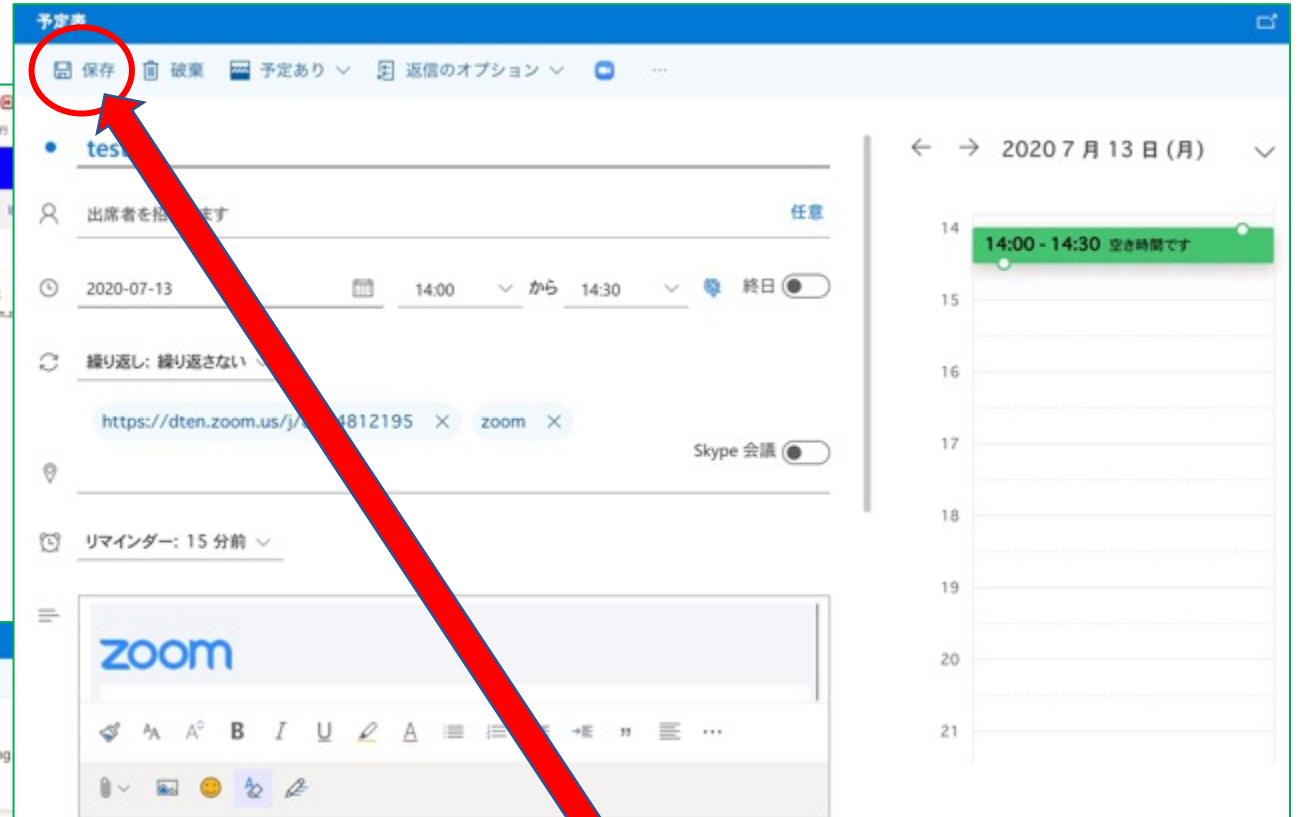 予定表
保存 破棄 予定あり 返信のオプション ...
test
2020 7 月 13 日 (月)
出席者を招 ます 任意
14
14:00 - 14:30 空き時間です
2020-07-13 14:00 から 14:30 終日
15
繰り返し: 繰り返さない
16
https://dten.zoom.us/j/ 4812195 × zoom ×
Skype 会議
17
18
リマインダー: 15 分前
19
zoom
20
B I U A ...
21